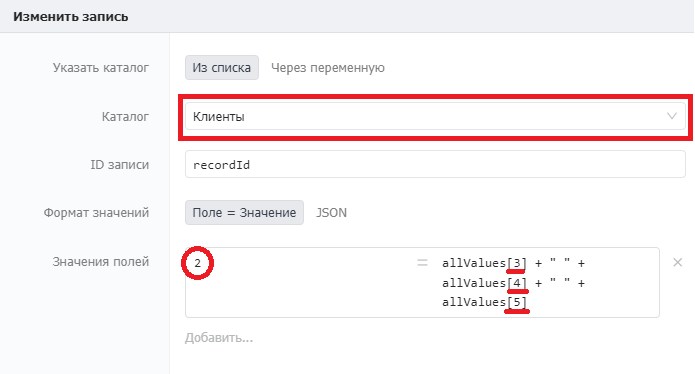 Изменить запись
Указать каталог
Из списка Через переменную
Каталог
Клиенты
ID записи
recordId
Формат значений
Поле = Значение JSON
Значения полей
2 = allValues[3] + " " +
allValues[4] + " " +
allValues[5]
Добавить...